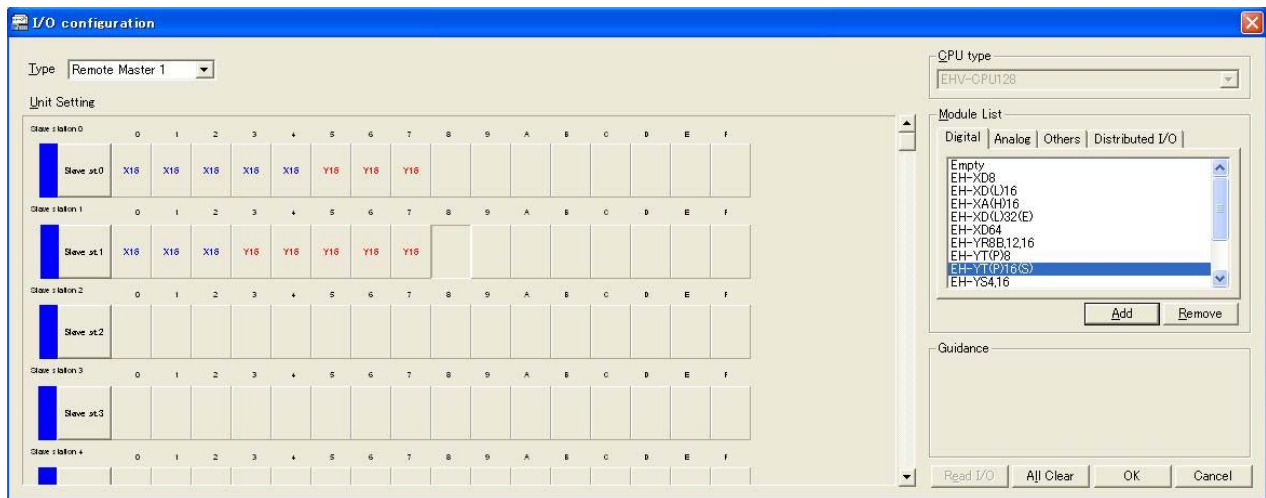 I/O configuration
Type Remote Master 1
Unit Setting
Slave station 0 0 1 2 3 4 5 6 7 8 9 A B C D E F
Slave st.0 X16 X16 X16 X16 X16 Y16 Y16 Y16
Slave station 1 0 1 2 3 4 5 6 7 8 9 A B C D E F
Slave st.1 X16 X16 X16 Y16 Y16 Y16 Y16 Y16
Slave station 2 0 1 2 3 4 5 6 7 8 9 A B C D E F
Slave st.2
Slave station 3 0 1 2 3 4 5 6 7 8 9 A B C D E F
Slave st.3
Slave station 4 0 1 2 3 4 5 6 7 8 9 A B C D E F
CPU type
EHV-CPU128
Module List
Digital Analog Others Distributed I/O
Empty
EH-XD8
EH-XD(L)16
EH-XA(H)16
EH-XD(L)32(E)
EH-XD64
EH-YR8B,12,16
EH-YT(P)8
EH-YT(P)16(S)
EH-YS4,16
Add Remove
Guidance
Read I/O All Clear OK Cancel